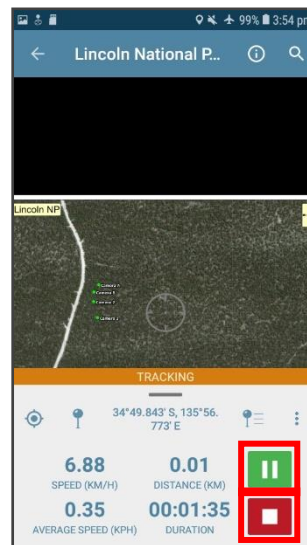 99% 3:54 pm
Lincoln National P...
Lincoln NP
TRACKING
34°49.843' S, 135°56.
773' E
6.88
SPEED (KM/H)
0.01
DISTANCE (KM)
0.35
AVERAGE SPEED (KPH)
00:01:35
DURATION